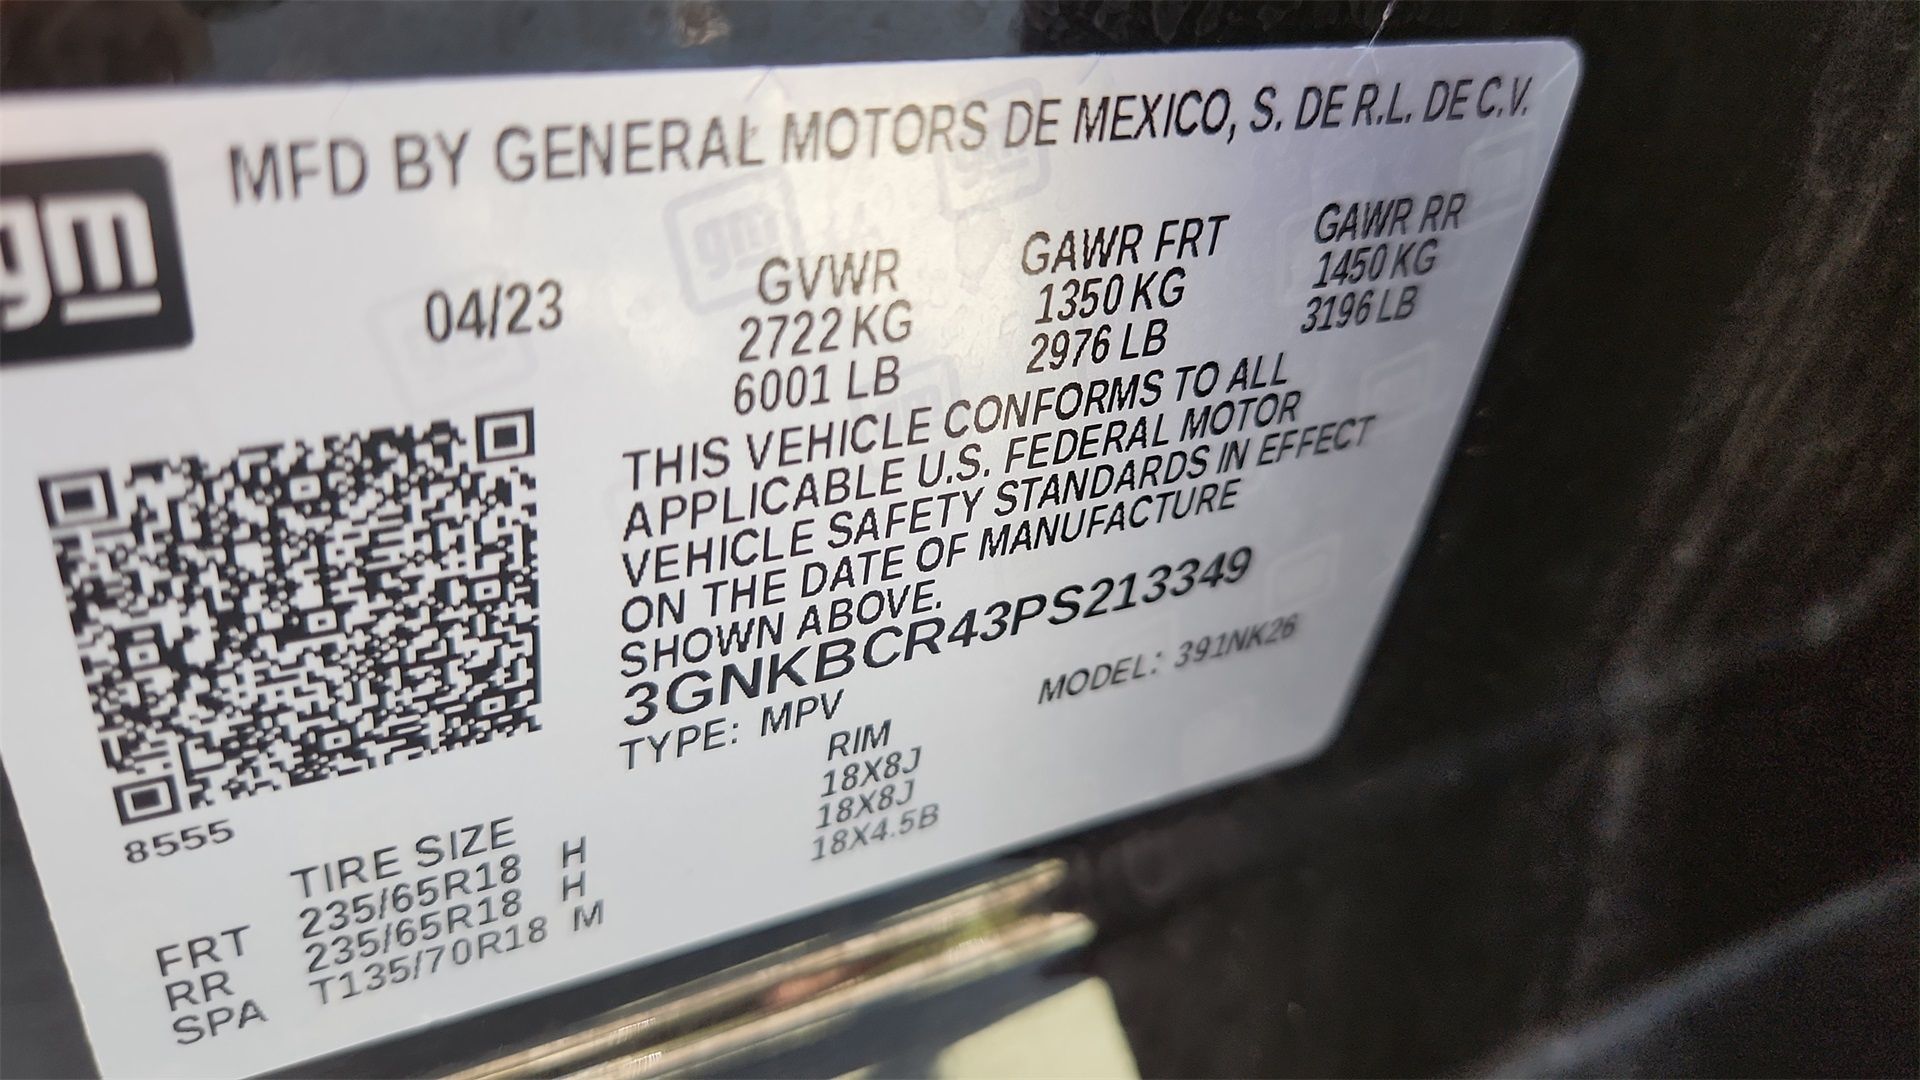 MFD BY GENERAL MOTORS DE MEXICO, S. DE R.L. DE C.V.
gm
04/23
GVWR GAWR FRT GAWR RR
2722 KG 1350 KG 1450 KG
6001 LB 2976 LB 3196 LB
THIS VEHICLE CONFORMS TO ALL
APPLICABLE U.S. FEDERAL MOTOR
VEHICLE SAFETY STANDARDS IN EFFECT
ON THE DATE OF MANUFACTURE
SHOWN ABOVE.
3GNKBCR43PS213349
TYPE: MPV MODEL: 391NK26
8555
TIRE SIZE RIM
FRT 235/65R18 H 18X8J
RR 235/65R18 H 18X8J
SPA T135/70R18 M 18X4.5B